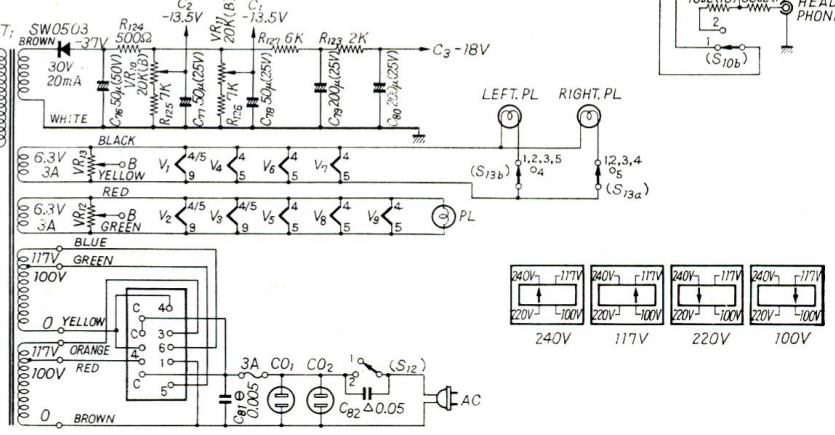 T1 SW0503
BROWN
-37V
R124
500Ω
30V
20mA
C76 50μ(50V)
VR10
20K(B)
R125 7K
C2
-13.5V
C77 50μ(25V)
VR11
20K(B)
R126 7K
C1
-13.5V
C78 50μ(25V)
R127 6K
R123 2K
C79 200μ(25V)
C80 200μ(25V)
C3 -18V
WHITE
HEAD
PHON
2
1
(S10b)
LEFT, PL RIGHT, PL
BLACK
6.3V
3A
VR13
B
YELLOW
V1 4/5 9
V4 4 5
V6 4 5
V7 4 5
(S13b)
1,2,3,5
4
1,2,3,4
5
(S13a)
RED
6.3V
3A
VR12
B
GREEN
V2 4/5 9
V3 4/5 9
V5 4 5
V8 4 5
V9 4 5
PL
BLUE
117V GREEN
100V
0 YELLOW
117V ORANGE
100V RED
0 BROWN
C 4
C 3
6
4 1
C 5
C81 0.005
3A CO1 CO2
1
2
(S12)
C82 △0.05
AC
240V 117V 240V 117V 240V 117V 240V 117V
220V 100V 220V 100V 220V 100V 220V 100V
240V 117V 220V 100V